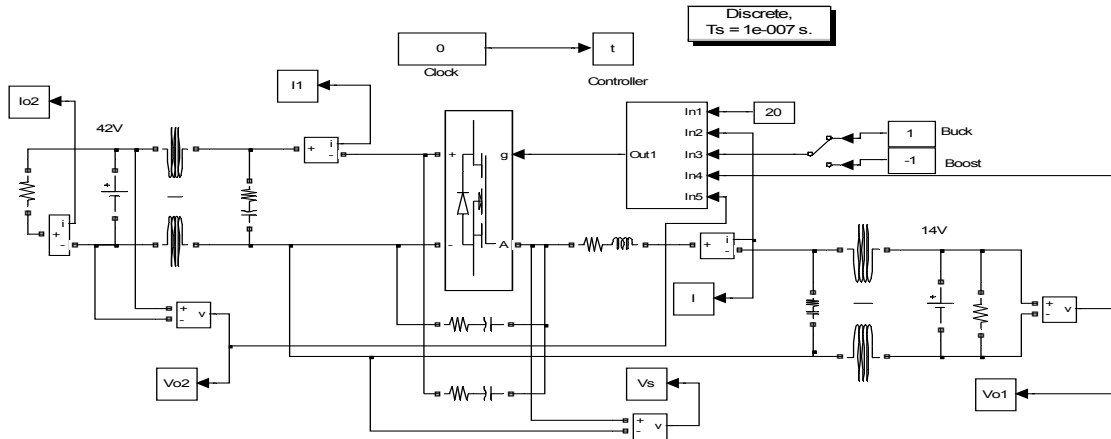 Discrete,
Ts = 1e-007 s.
0
Clock
t
Controller
I1
Io2
42V
i
-
+
-
g
A
Out1
In1
In2
In3
In4
In5
20
1
Buck
-1
Boost
+
i
-
+
+
i
-
14V
+
I
+
-
v
+
-
v
Vo2
Vs
Vo1
+
-
v